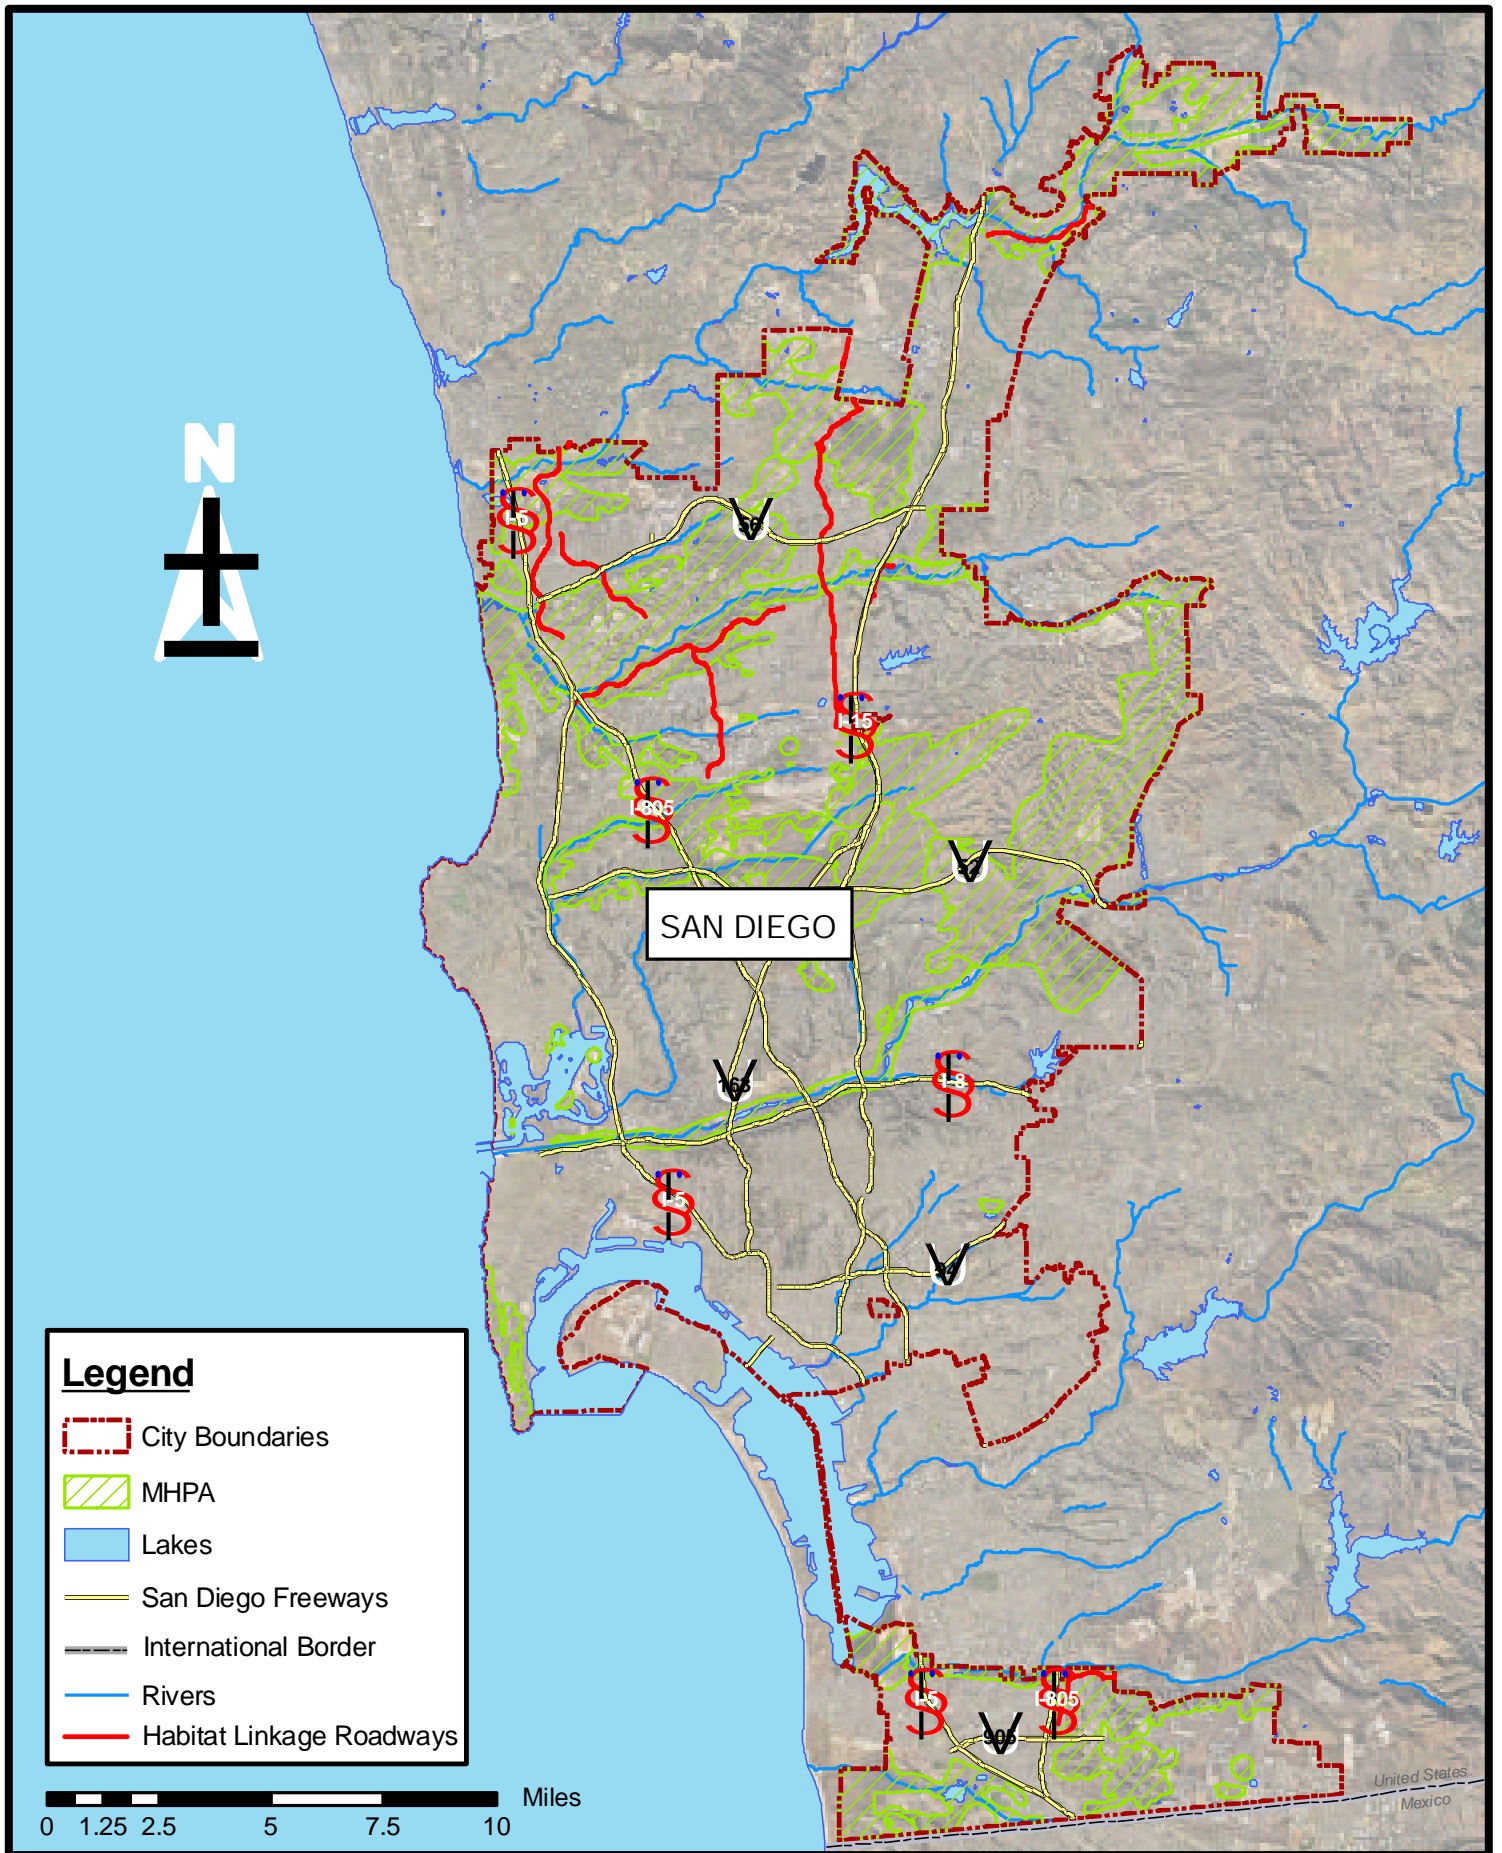 N
I-5
56
I-15
I-805
52
SAN DIEGO
163
I-8
I-5
94
Legend
City Boundaries
MHPA
Lakes
San Diego Freeways
International Border
Rivers
Habitat Linkage Roadways
I-5
I-805
905
United States
Mexico
Miles
0 1.25 2.5 5 7.5 10